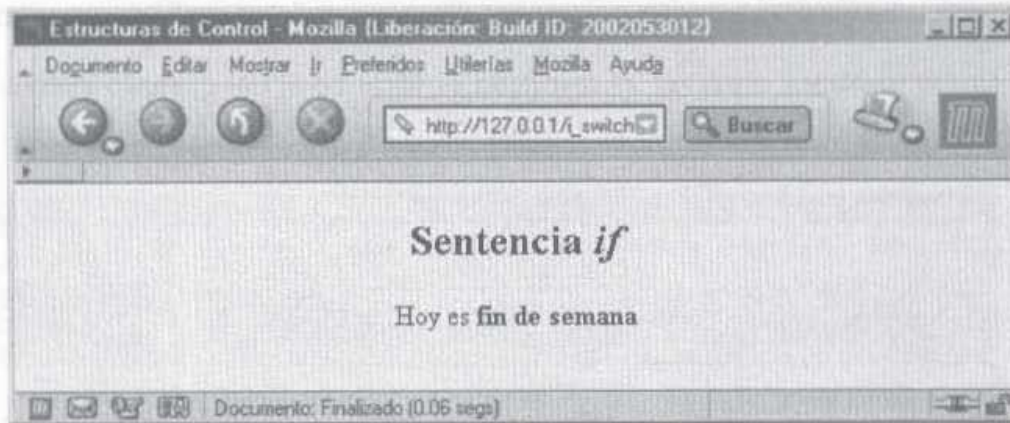 Estructuras de Control - Mozilla {Liberación: Build ID: 2002053012}
Documento Editar Mostrar Ir Preferidos Utilerías Mozilla Ayuda
http://127.0.0.1/i_switch Buscar
Sentencia if
Hoy es fin de semana
Documento: Finalizado (0.06 segs)